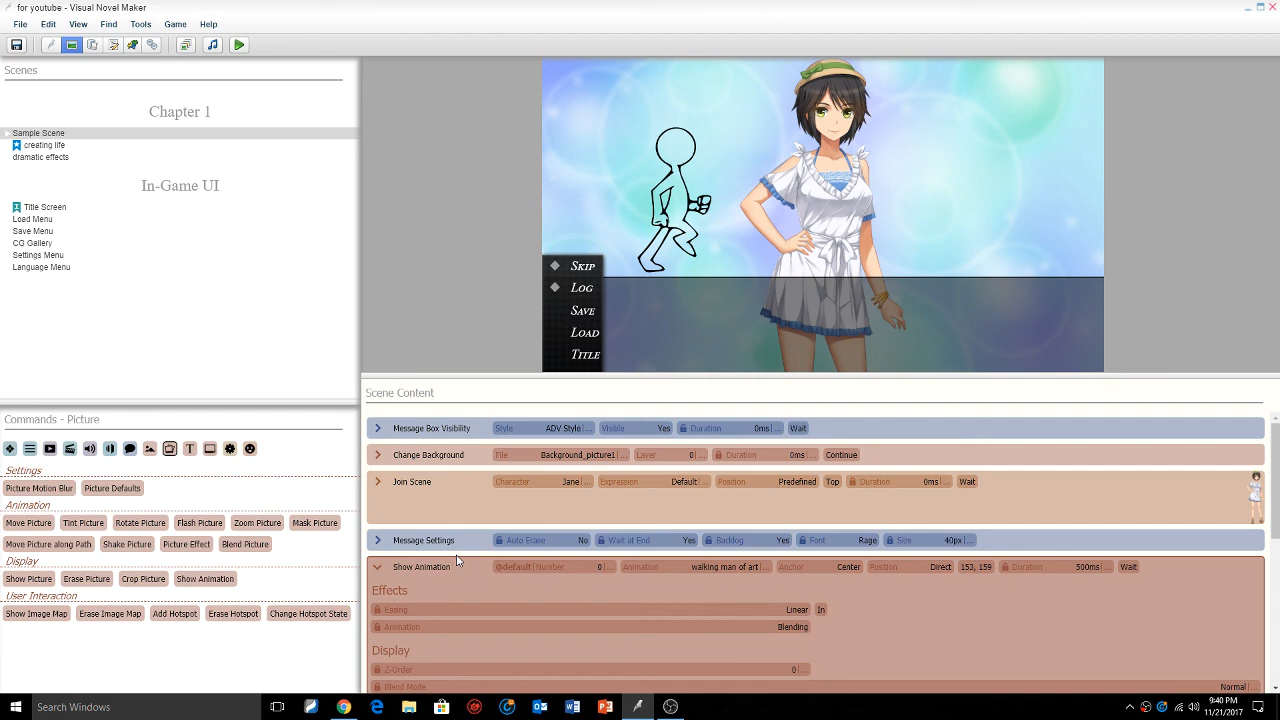 for youtube - Visual Novel Maker
File Edit View Find Tools Game Help
Scenes
Chapter 1
Sample Scene
creating life
dramatic effects
In-Game UI
Title Screen
Load Menu
Save Menu
CG Gallery
Settings Menu
Language Menu
Skip
Log
Save
Load
Title
Commands - Picture
Settings
Picture Motion Blur Picture Defaults
Animation
Move Picture Tint Picture Rotate Picture Flash Picture Zoom Picture Mask Picture
Move Picture along Path Shake Picture Picture Effect Blend Picture
Display
Show Picture Erase Picture Crop Picture Show Animation
User Interaction
Show Image Map Erase Image Map Add Hotspot Erase Hotspot Change Hotspot State
Scene Content
Message Box Visibility Style ADV Style ... Visible Yes Duration 0ms ... Wait
Change Background File Background_picture1 ... Layer 0 ... Duration 0ms ... Continue
Join Scene Character Jane ... Expression Default ... Position Predefined Top Duration 0ms ... Wait
Message Settings Auto Erase No Wait at End Yes Backlog Yes Font Rage Size 40px ...
Show Animation @default Number 0 ... Animation walking man of art ... Anchor Center Position Direct 153, 159 Duration 500ms ... Wait
Effects
Easing Linear In
Animation Blending
Display
Z-Order 0 ...
Blend Mode Normal ...
Search Windows
9:40 PM
11/21/2017